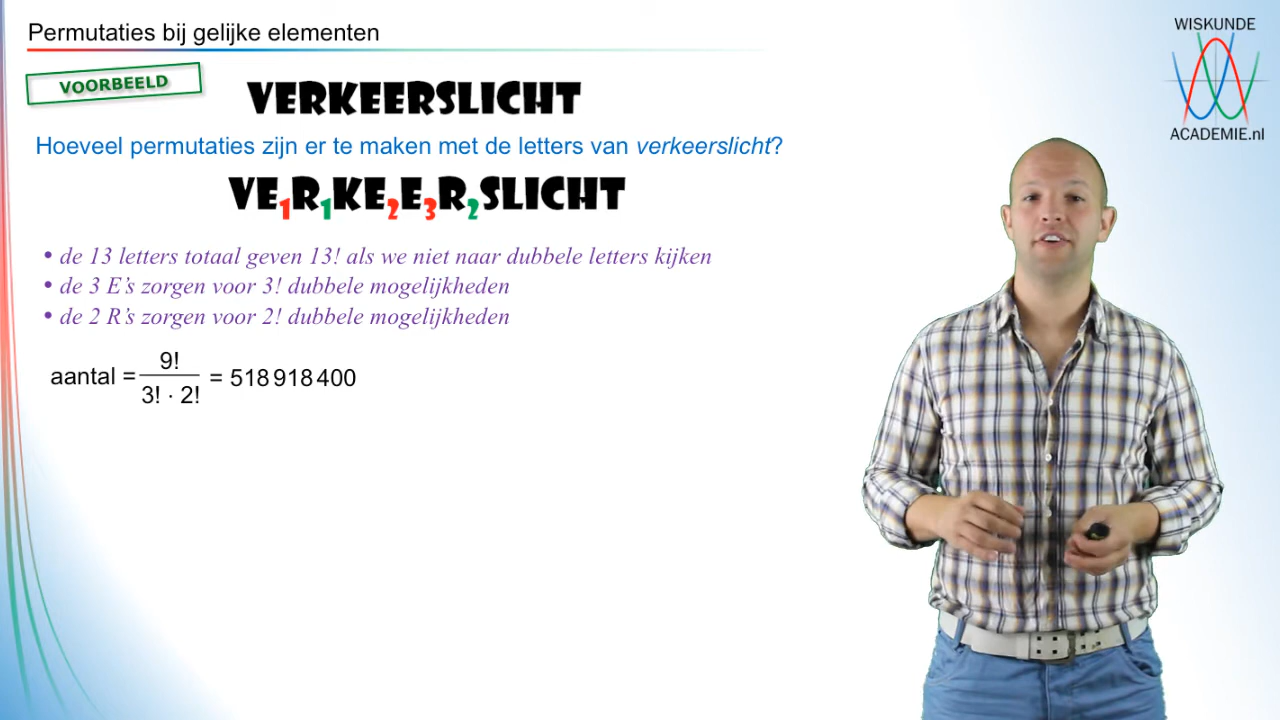 Permutaties bij gelijke elementen
WISKUNDE
ACADEMIE.nl
VOORBEELD
VERKEERSLICHT
Hoeveel permutaties zijn er te maken met de letters van verkeerslicht?
VE₁R₁KE₂E₃R₂SLICHT
• de 13 letters totaal geven 13! als we niet naar dubbele letters kijken
• de 3 E's zorgen voor 3! dubbele mogelijkheden
• de 2 R's zorgen voor 2! dubbele mogelijkheden
aantal = 9! / 3! · 2! = 518 918 400